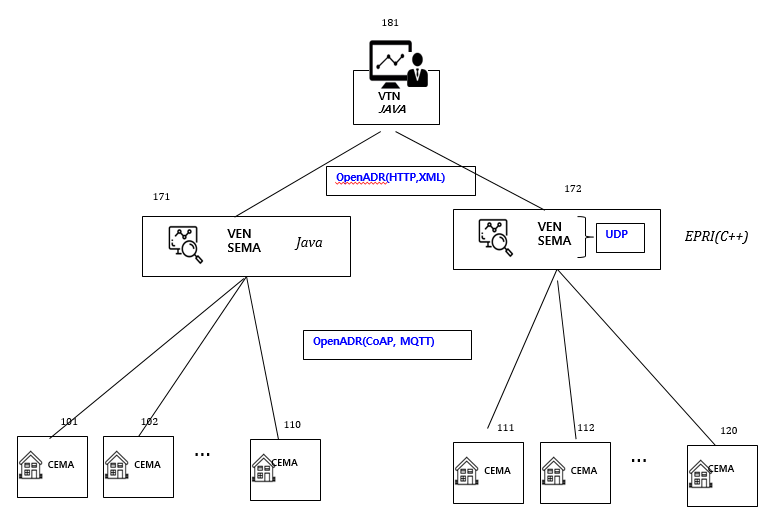 181
VTN
JAVA
OpenADR(HTTP,XML)
171
172
VEN
SEMA
Java
VEN
SEMA
UDP
EPRI(C++)
OpenADR(CoAP, MQTT)
101
102
110
111
112
120
CEMA
CEMA
...
CEMA
CEMA
CEMA
...
CEMA